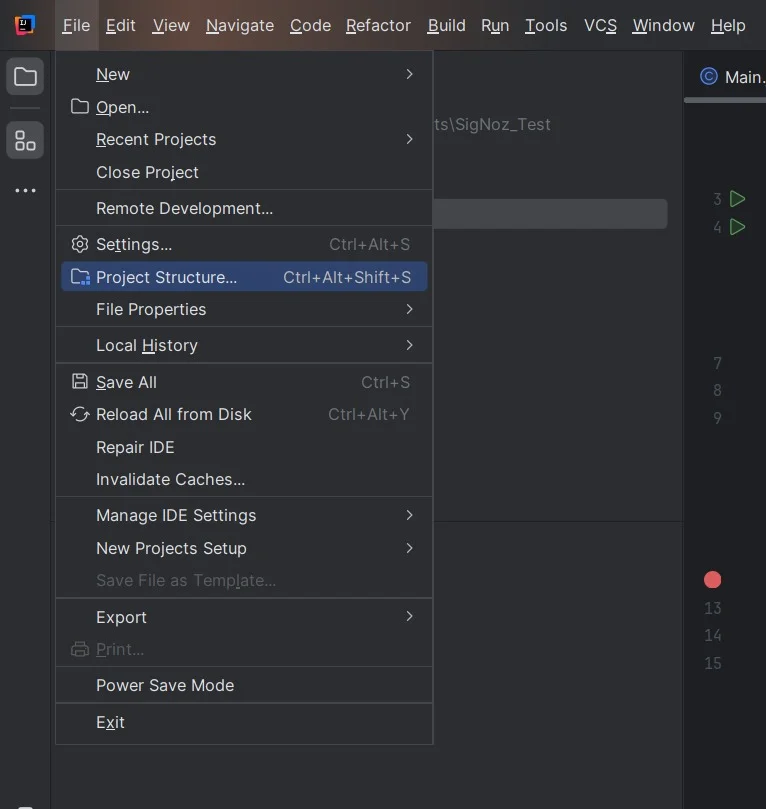 File Edit View Navigate Code Refactor Build Run Tools VCS Window Help
New
Open...
Recent Projects
Close Project
Remote Development...
Settings... Ctrl+Alt+S
Project Structure... Ctrl+Alt+Shift+S
File Properties
Local History
Save All Ctrl+S
Reload All from Disk Ctrl+Alt+Y
Repair IDE
Invalidate Caches...
Manage IDE Settings
New Projects Setup
Save File as Template...
Export
Print...
Power Save Mode
Exit
ts\SigNoz_Test
Main.
3
4
7
8
9
13
14
15